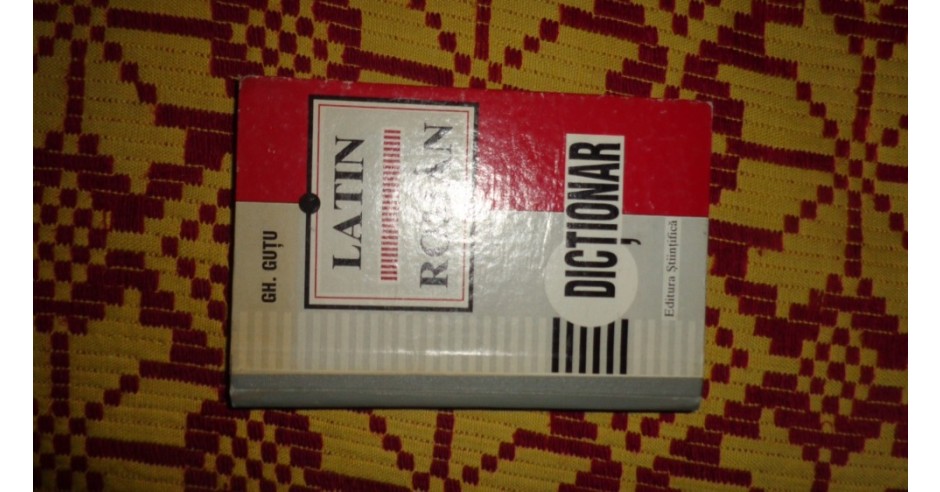 GH. GUȚU
LATIN
ROMÂN
DICȚIONAR
Editura Științifică